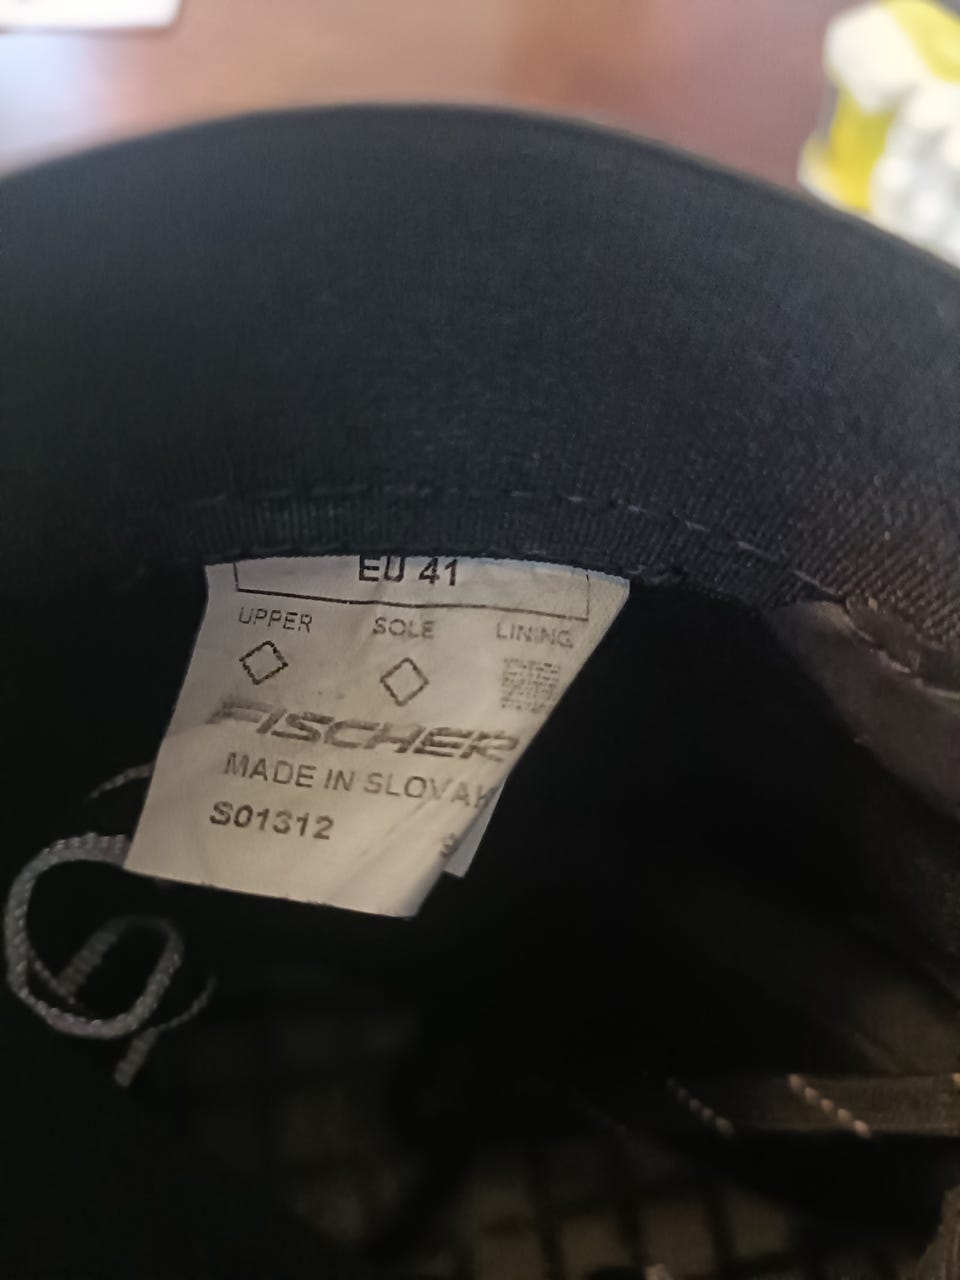 EU 41
UPPER SOLE LINING
FISCHER
MADE IN SLOVAK
S01312